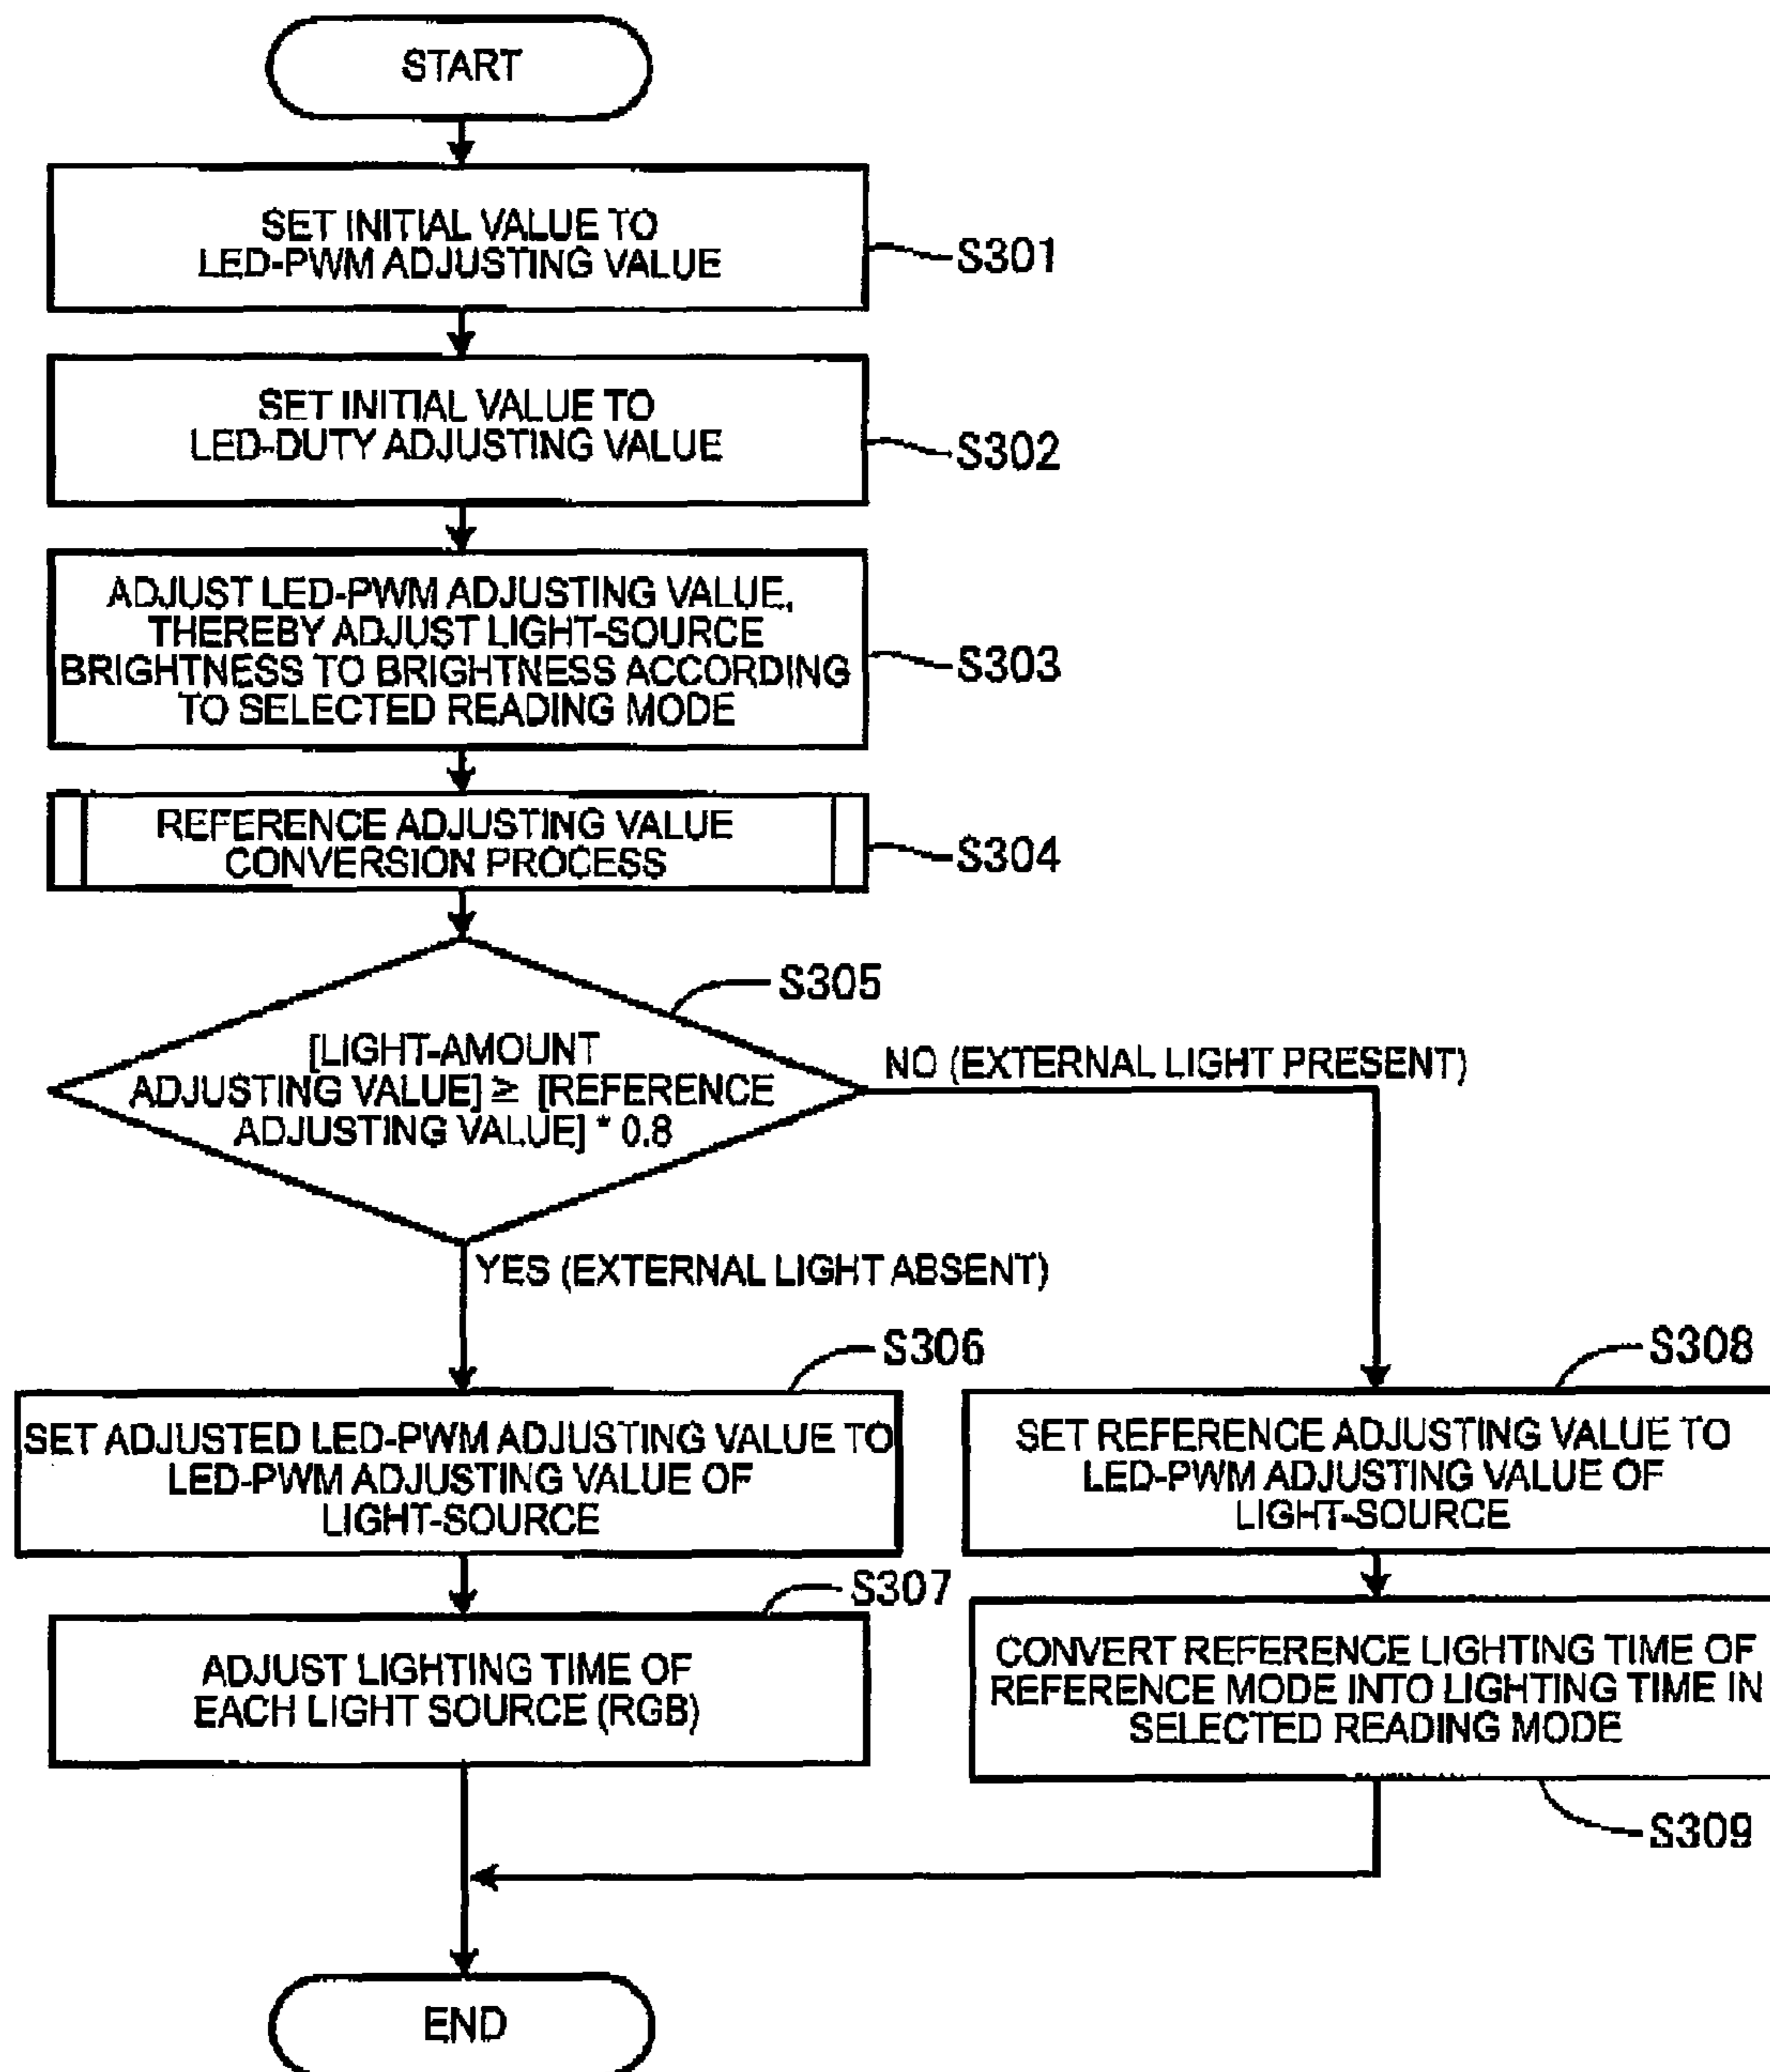 START
SET INITIAL VALUE TO
LED-PWM ADJUSTING VALUE
S301
SET INITIAL VALUE TO
LED-DUTY ADJUSTING VALUE
S302
ADJUST LED-PWM ADJUSTING VALUE,
THEREBY ADJUST LIGHT-SOURCE
BRIGHTNESS TO BRIGHTNESS ACCORDING
TO SELECTED READING MODE
S303
REFERENCE ADJUSTING VALUE
CONVERSION PROCESS
S304
S305
[LIGHT-AMOUNT
ADJUSTING VALUE] ≥ [REFERENCE
ADJUSTING VALUE] * 0.8
NO (EXTERNAL LIGHT PRESENT)
YES (EXTERNAL LIGHT ABSENT)
S306
SET ADJUSTED LED-PWM ADJUSTING VALUE TO
LED-PWM ADJUSTING VALUE OF
LIGHT-SOURCE
S308
SET REFERENCE ADJUSTING VALUE TO
LED-PWM ADJUSTING VALUE OF
LIGHT-SOURCE
S307
ADJUST LIGHTING TIME OF
EACH LIGHT SOURCE (RGB)
CONVERT REFERENCE LIGHTING TIME OF
REFERENCE MODE INTO LIGHTING TIME IN
SELECTED READING MODE
S309
END